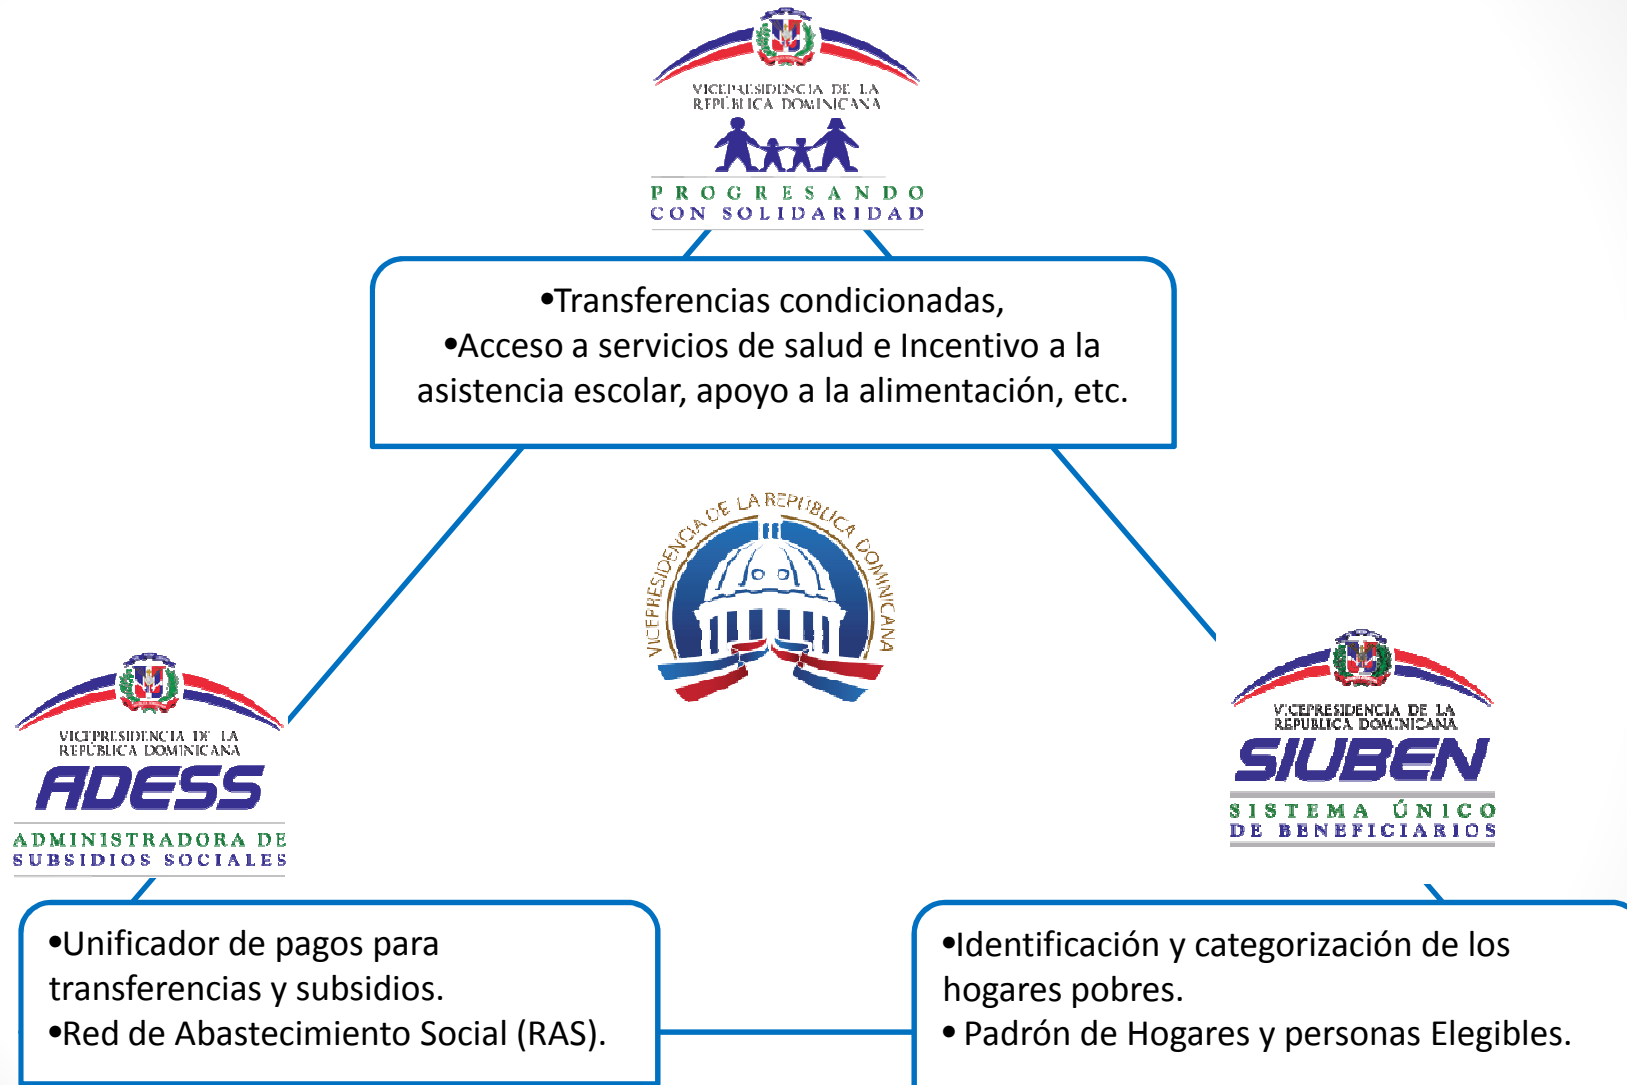 VICEPRESIDENCIA DE LA
REPÚBLICA DOMINICANA
PROGRESANDO
CON SOLIDARIDAD
•Transferencias condicionadas,
•Acceso a servicios de salud e Incentivo a la
asistencia escolar, apoyo a la alimentación, etc.
VICEPRESIDENCIA DE LA REPÚBLICA DOMINICANA
VICEPRESIDENCIA DE LA
REPÚBLICA DOMINICANA
ADESS
ADMINISTRADORA DE
SUBSIDIOS SOCIALES
VICEPRESIDENCIA DE LA
REPÚBLICA DOMINICANA
SIUBEN
SISTEMA ÚNICO
DE BENEFICIARIOS
•Unificador de pagos para
transferencias y subsidios.
•Red de Abastecimiento Social (RAS).
•Identificación y categorización de los
hogares pobres.
• Padrón de Hogares y personas Elegibles.